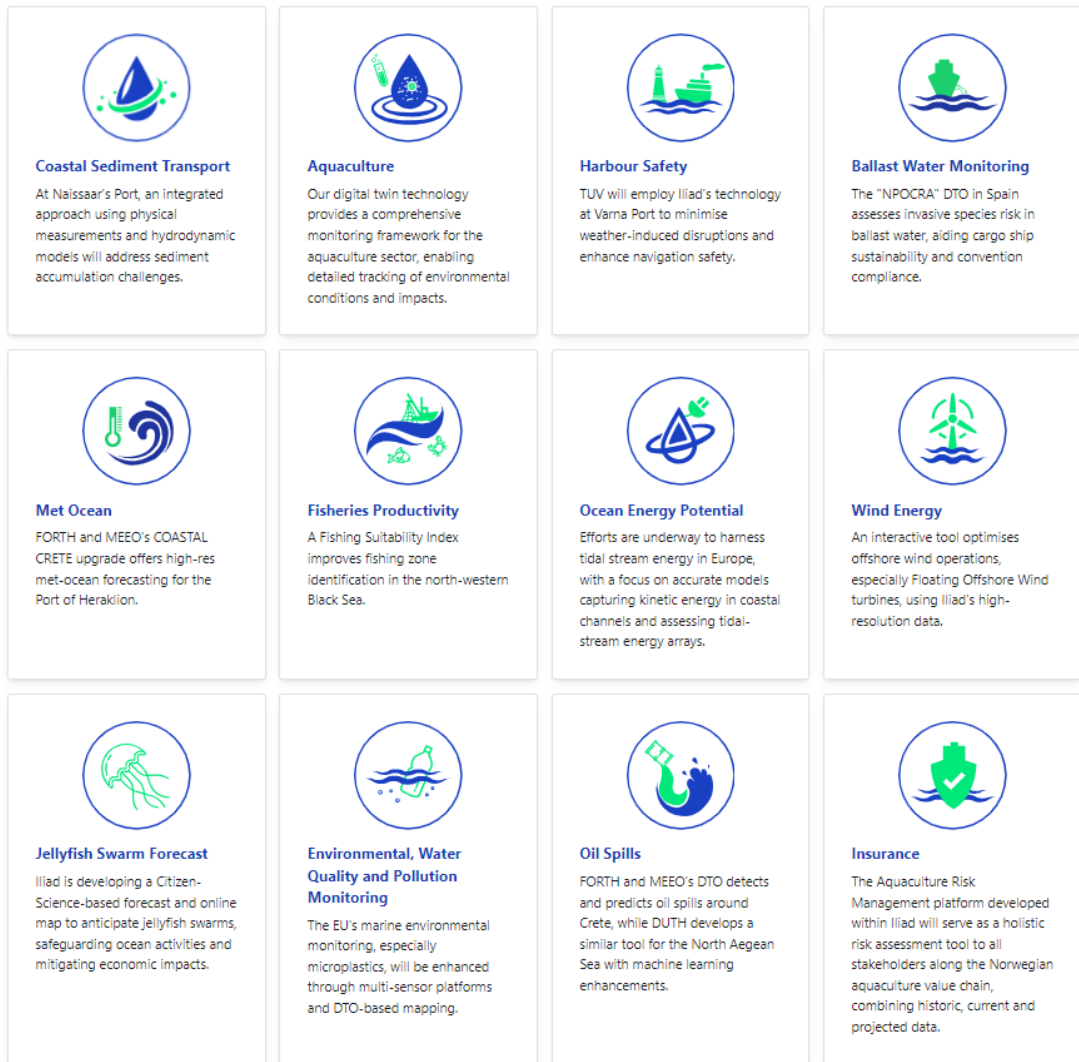 Coastal Sediment Transport
At Naissaar's Port, an integrated
approach using physical
measurements and hydrodynamic
models will address sediment
accumulation challenges.
Aquaculture
Our digital twin technology
provides a comprehensive
monitoring framework for the
aquaculture sector, enabling
detailed tracking of environmental
conditions and impacts.
Harbour Safety
TUV will employ Iliad's technology
at Varna Port to minimise
weather-induced disruptions and
enhance navigation safety.
Ballast Water Monitoring
The "NPOCRA" DTO in Spain
assesses invasive species risk in
ballast water, aiding cargo ship
sustainability and convention
compliance.
Met Ocean
FORTH and MEEO's COASTAL
CRETE upgrade offers high-res
met-ocean forecasting for the
Port of Heraklion.
Fisheries Productivity
A Fishing Suitability Index
improves fishing zone
identification in the north-western
Black Sea.
Ocean Energy Potential
Efforts are underway to harness
tidal stream energy in Europe,
with a focus on accurate models
capturing kinetic energy in coastal
channels and assessing tidal-
stream energy arrays.
Wind Energy
An interactive tool optimises
offshore wind operations,
especially Floating Offshore Wind
turbines, using Iliad's high-
resolution data.
Jellyfish Swarm Forecast
Iliad is developing a Citizen-
Science-based forecast and online
map to anticipate jellyfish swarms,
safeguarding ocean activities and
mitigating economic impacts.
Environmental, Water
Quality and Pollution
Monitoring
The EU's marine environmental
monitoring, especially
microplastics, will be enhanced
through multi-sensor platforms
and DTO-based mapping.
Oil Spills
FORTH and MEEO's DTO detects
and predicts oil spills around
Crete, while DUTH develops a
similar tool for the North Aegean
Sea with machine learning
enhancements.
Insurance
The Aquaculture Risk
Management platform developed
within Iliad will serve as a holistic
risk assessment tool to all
stakeholders along the Norwegian
aquaculture value chain,
combining historic, current and
projected data.